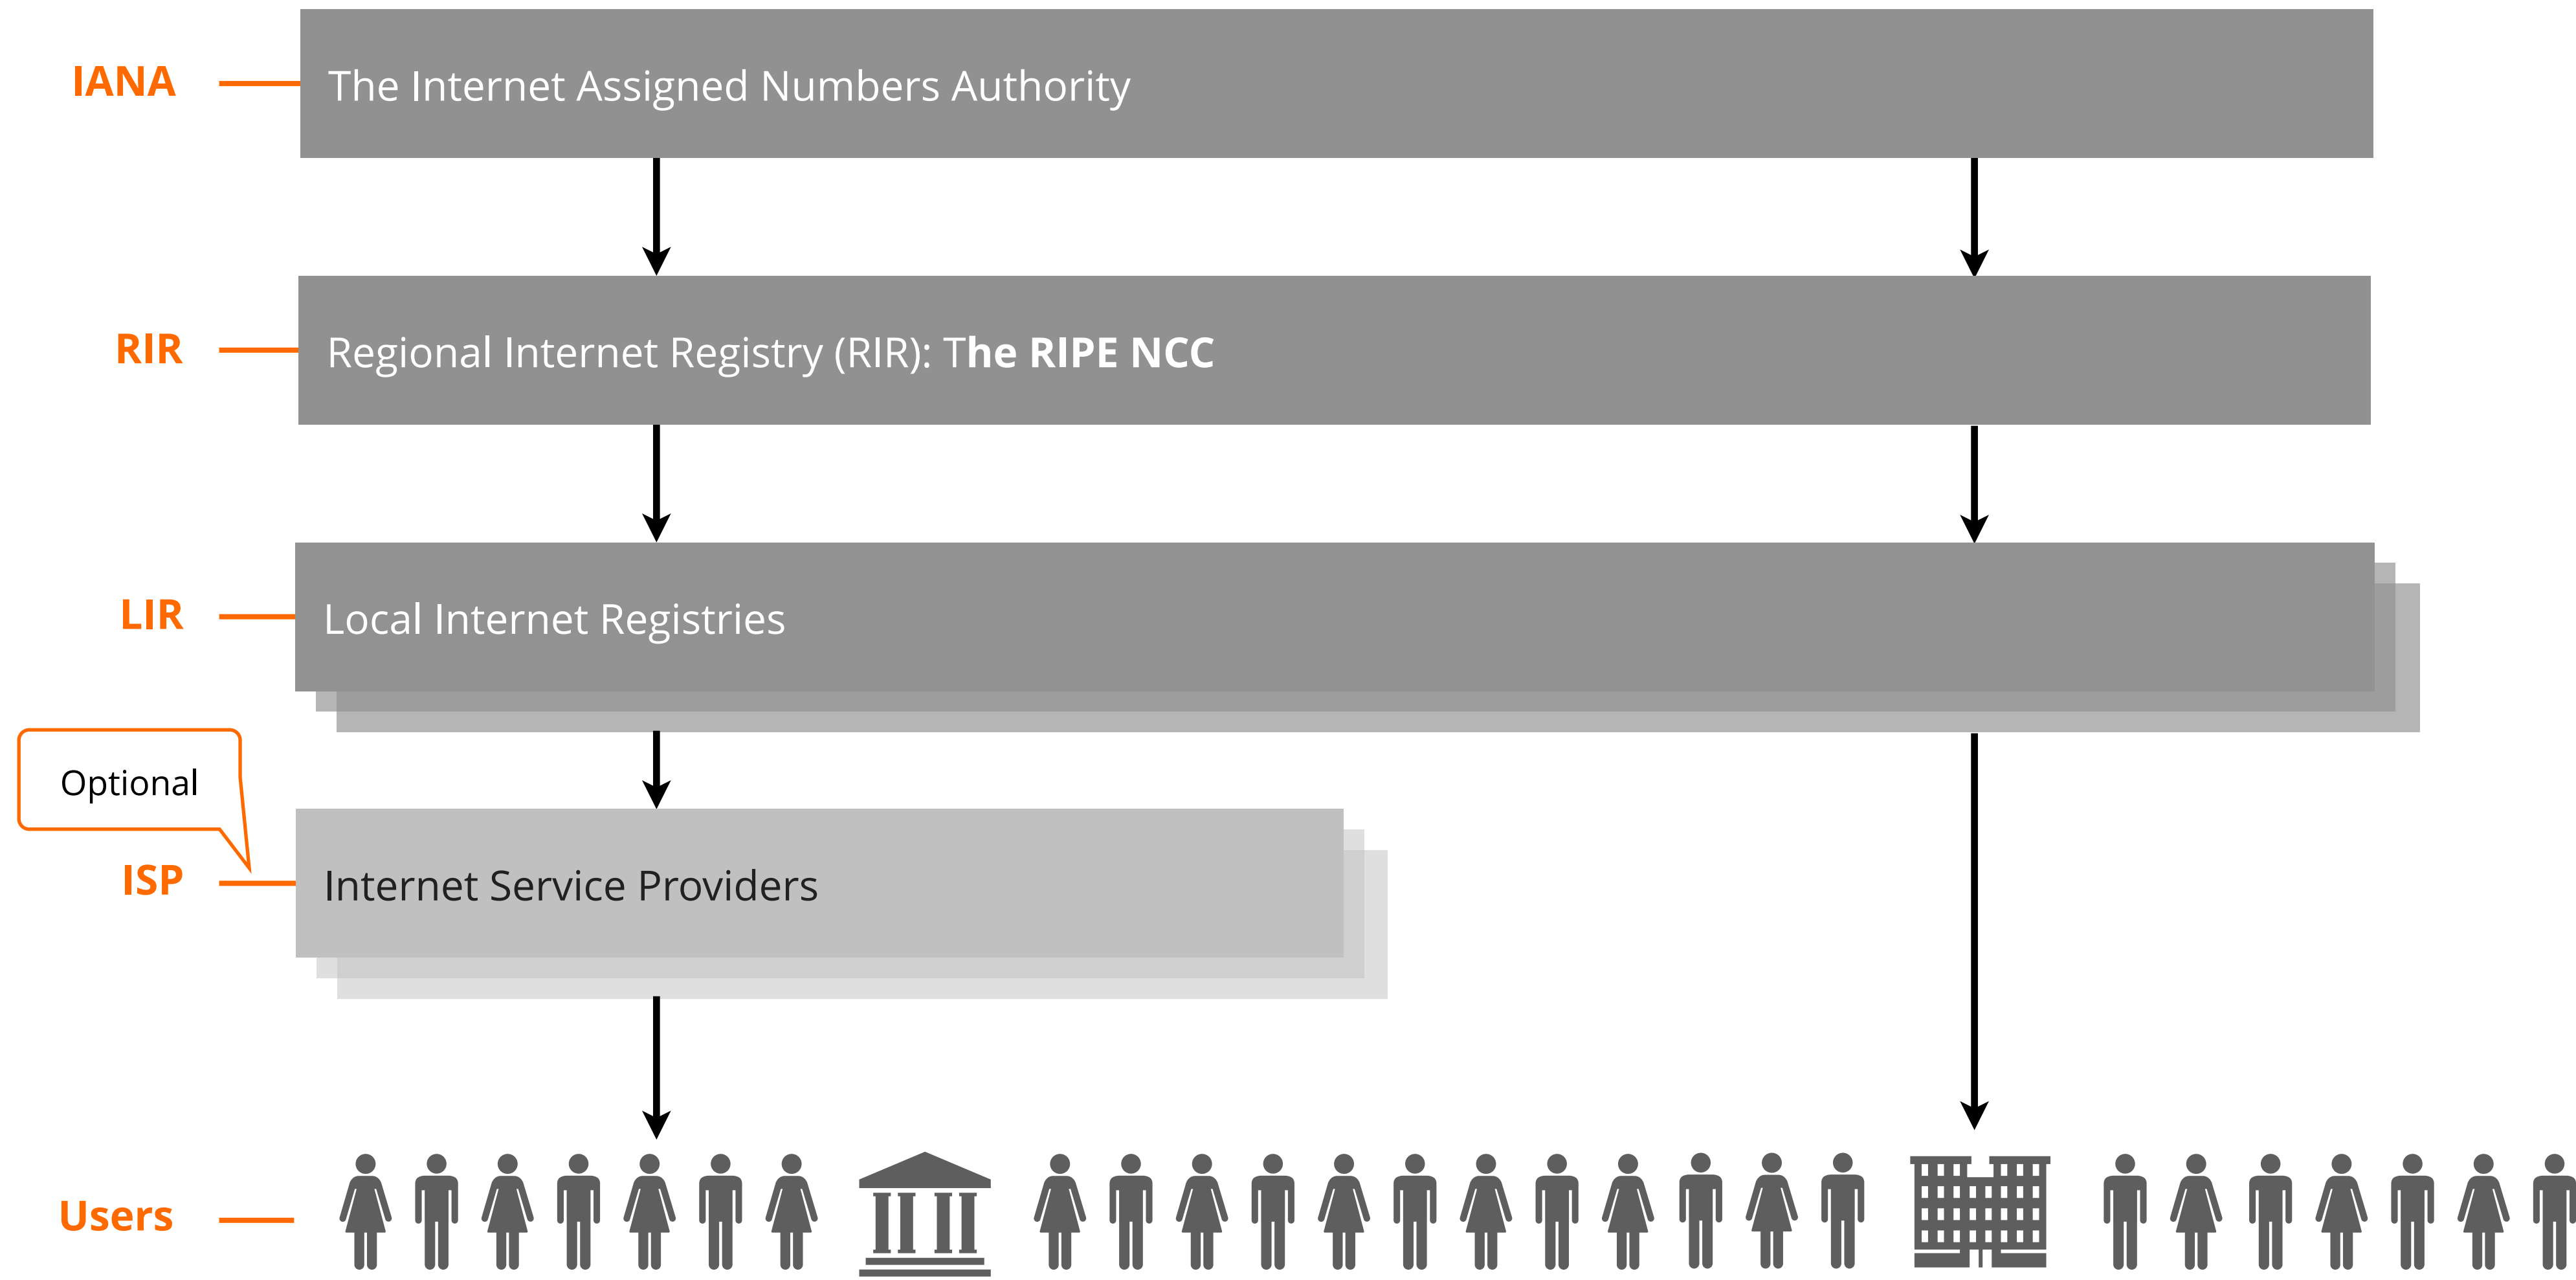 IANA
The Internet Assigned Numbers Authority
RIR
Regional Internet Registry (RIR): The RIPE NCC
LIR
Local Internet Registries
Optional
ISP
Internet Service Providers
Users